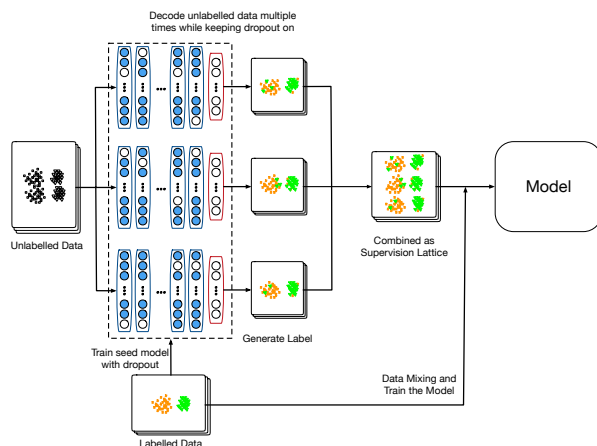 Decode unlabelled data multiple
times while keeping dropout on
Unlabelled Data
Model
Combined as
Supervision Lattice
Generate Label
Train seed model
with dropout
Data Mixing and
Train the Model
Labelled Data